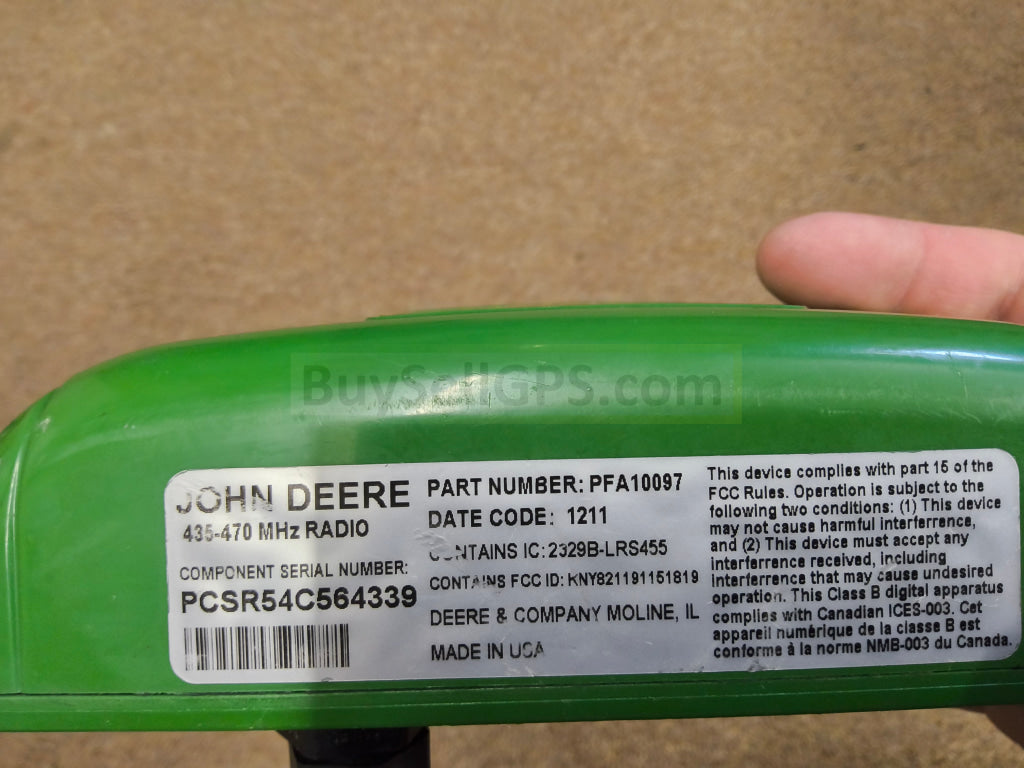 BuySellGPS.com
JOHN DEERE
435-470 MHz RADIO
COMPONENT SERIAL NUMBER:
PCSR54C564339
PART NUMBER: PFA10097
DATE CODE: 1211
CONTAINS IC: 2329B-LRS455
CONTAINS FCC ID: KNY821191151819
DEERE & COMPANY MOLINE, IL
MADE IN USA
This device complies with part 15 of the
FCC Rules. Operation is subject to the
following two conditions: (1) This device
may not cause harmful interference,
and (2) This device must accept any
interference received, including
interference that may cause undesired
operation. This Class B digital apparatus
complies with Canadian ICES-003. Cet
appareil numérique de la classe B est
conforme à la norme NMB-003 du Canada.